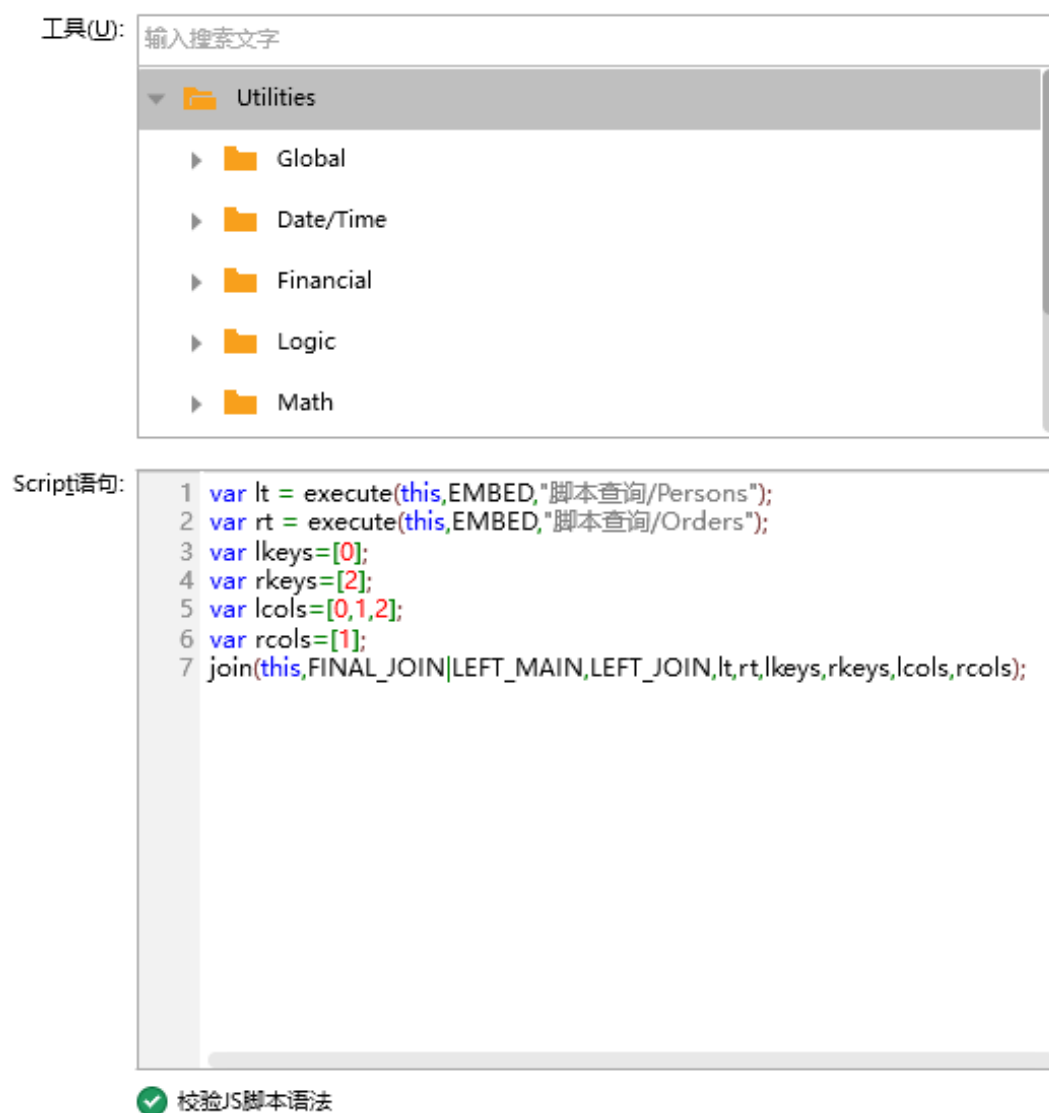 工具(U):
输入搜索文字
Utilities
Global
Date/Time
Financial
Logic
Math
Script语句:
1 var lt = execute(this,EMBED,"脚本查询/Persons");
2 var rt = execute(this,EMBED,"脚本查询/Orders");
3 var lkeys=[0];
4 var rkeys=[2];
5 var lcols=[0,1,2];
6 var rcols=[1];
7 join(this,FINAL_JOIN|LEFT_MAIN,LEFT_JOIN,lt,rt,lkeys,rkeys,lcols,rcols);
校验JS脚本语法